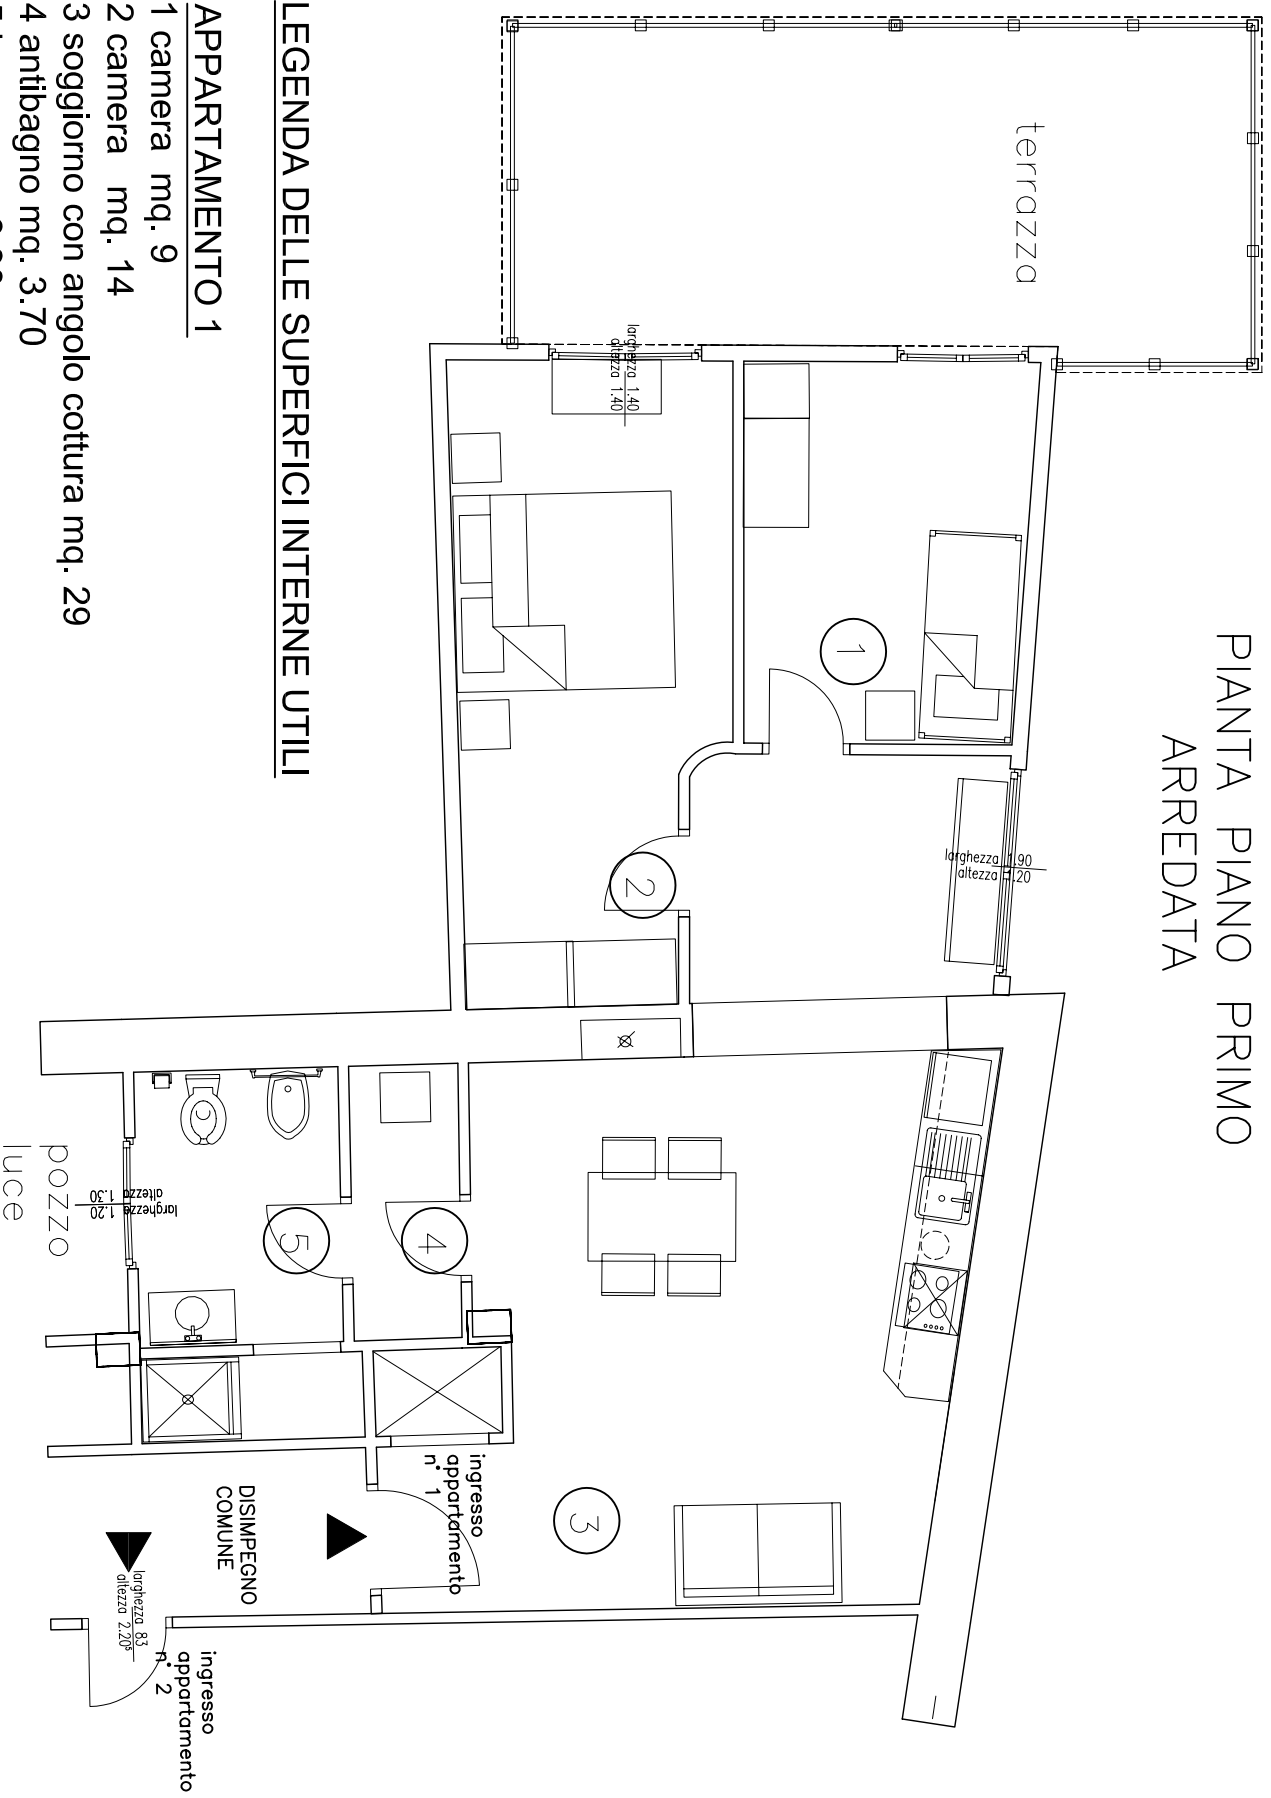 PIANTA PIANO PRIMO
ARREDATA
terrazza
larghezza 1.40
altezza 1.40
1
larghezza 1.90
altezza 1.20
2
LEGENDA DELLE SUPERFICI INTERNE UTILI
APPARTAMENTO 1
1 camera mq. 9
2 camera mq. 14
3 soggiorno con angolo cottura mq. 29
4 antibagno mq. 3.70
pozzo
luce
larghezza 1.20
altezza 1.30
5
4
3
ingresso
appartamento
n° 1
DISIMPEGNO
COMUNE
larghezza 83
altezza 2.20⁵
ingresso
appartamento
n° 2